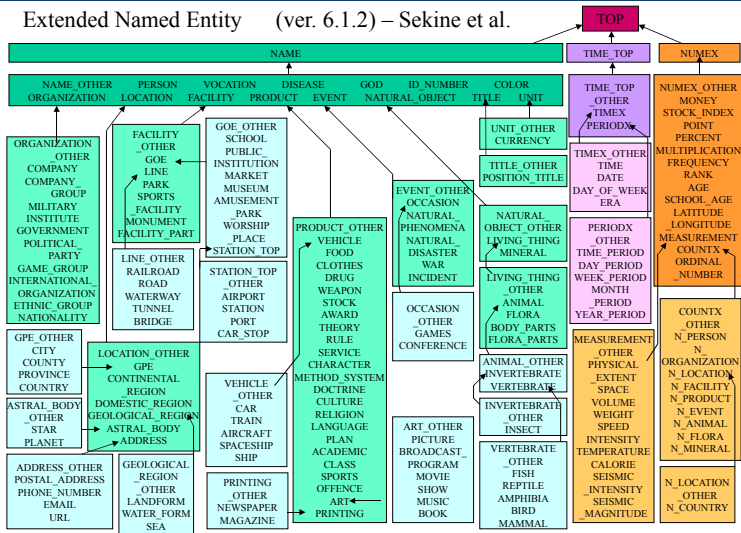 Extended Named Entity (ver. 6.1.2) – Sekine et al.
TOP
NAME
TIME_TOP
NUMEX
NAME_OTHER PERSON VOCATION DISEASE GOD ID_NUMBER COLOR
ORGANIZATION LOCATION FACILITY PRODUCT EVENT NATURAL_OBJECT TITLE UNIT
ORGANIZATION
_OTHER
COMPANY
COMPANY_
GROUP
MILITARY
INSTITUTE
GOVERNMENT
POLITICAL_
PARTY
GAME_GROUP
INTERNATIONAL_
ORGANIZATION
ETHNIC_GROUP
NATIONALITY
FACILITY
_OTHER
GOE
LINE
PARK
SPORTS
_FACILITY
MONUMENT
FACILITY_PART
GOE_OTHER
SCHOOL
PUBLIC_
INSTITUTION
MARKET
MUSEUM
AMUSEMENT
_PARK
WORSHIP
_PLACE
STATION_TOP
LINE_OTHER
RAILROAD
ROAD
WATERWAY
TUNNEL
BRIDGE
STATION_TOP
_OTHER
AIRPORT
STATION
PORT
CAR_STOP
GPE_OTHER
CITY
COUNTY
PROVINCE
COUNTRY
LOCATION_OTHER
GPE
CONTINENTAL
_REGION
DOMESTIC_REGION
GEOLOGICAL_REGION
ASTRAL_BODY
ADDRESS
ASTRAL_BODY
_OTHER
STAR
PLANET
ADDRESS_OTHER
POSTAL_ADDRESS
PHONE_NUMBER
EMAIL
URL
GEOLOGICAL
_REGION
_OTHER
LANDFORM
WATER_FORM
SEA
VEHICLE
_OTHER
CAR
TRAIN
AIRCRAFT
SPACESHIP
SHIP
PRINTING
_OTHER
NEWSPAPER
MAGAZINE
PRODUCT_OTHER
VEHICLE
FOOD
CLOTHES
DRUG
WEAPON
STOCK
AWARD
THEORY
RULE
SERVICE
CHARACTER
METHOD_SYSTEM
DOCTRINE
CULTURE
RELIGION
LANGUAGE
PLAN
ACADEMIC
CLASS
SPORTS
OFFENCE
ART
PRINTING
EVENT_OTHER
OCCASION
NATURAL_
PHENOMENA
NATURAL_
DISASTER
WAR
INCIDENT
OCCASION
_OTHER
GAMES
CONFERENCE
ART_OTHER
PICTURE
BROADCAST_
PROGRAM
MOVIE
SHOW
MUSIC
BOOK
UNIT_OTHER
CURRENCY
TITLE_OTHER
POSITION_TITLE
NATURAL_
OBJECT_OTHER
LIVING_THING
MINERAL
LIVING_THING
_OTHER
ANIMAL
FLORA
BODY_PARTS
FLORA_PARTS
ANIMAL_OTHER
INVERTEBRATE
VERTEBRATE
INVERTEBRATE
_OTHER
INSECT
VERTEBRATE
_OTHER
FISH
REPTILE
AMPHIBIA
BIRD
MAMMAL
TIME_TOP
_OTHER
TIMEX
PERIODX
TIMEX_OTHER
TIME
DATE
DAY_OF_WEEK
ERA
PERIODX
_OTHER
TIME_PERIOD
DAY_PERIOD
WEEK_PERIOD
MONTH
_PERIOD
YEAR_PERIOD
MEASUREMENT
_OTHER
PHYSICAL
_EXTENT
SPACE
VOLUME
WEIGHT
SPEED
INTENSITY
TEMPERATURE
CALORIE
SEISMIC
_INTENSITY
SEISMIC
_MAGNITUDE
NUMEX_OTHER
MONEY
STOCK_INDEX
POINT
PERCENT
MULTIPLICATION
FREQUENCY
RANK
AGE
SCHOOL_AGE
LATITUDE
_LONGITUDE
MEASUREMENT
COUNTX
ORDINAL
_NUMBER
COUNTX
_OTHER
N_PERSON
N_
ORGANIZATION
N_LOCATION
N_FACILITY
N_PRODUCT
N_EVENT
N_ANIMAL
N_FLORA
N_MINERAL
N_LOCATION
_OTHER
N_COUNTRY